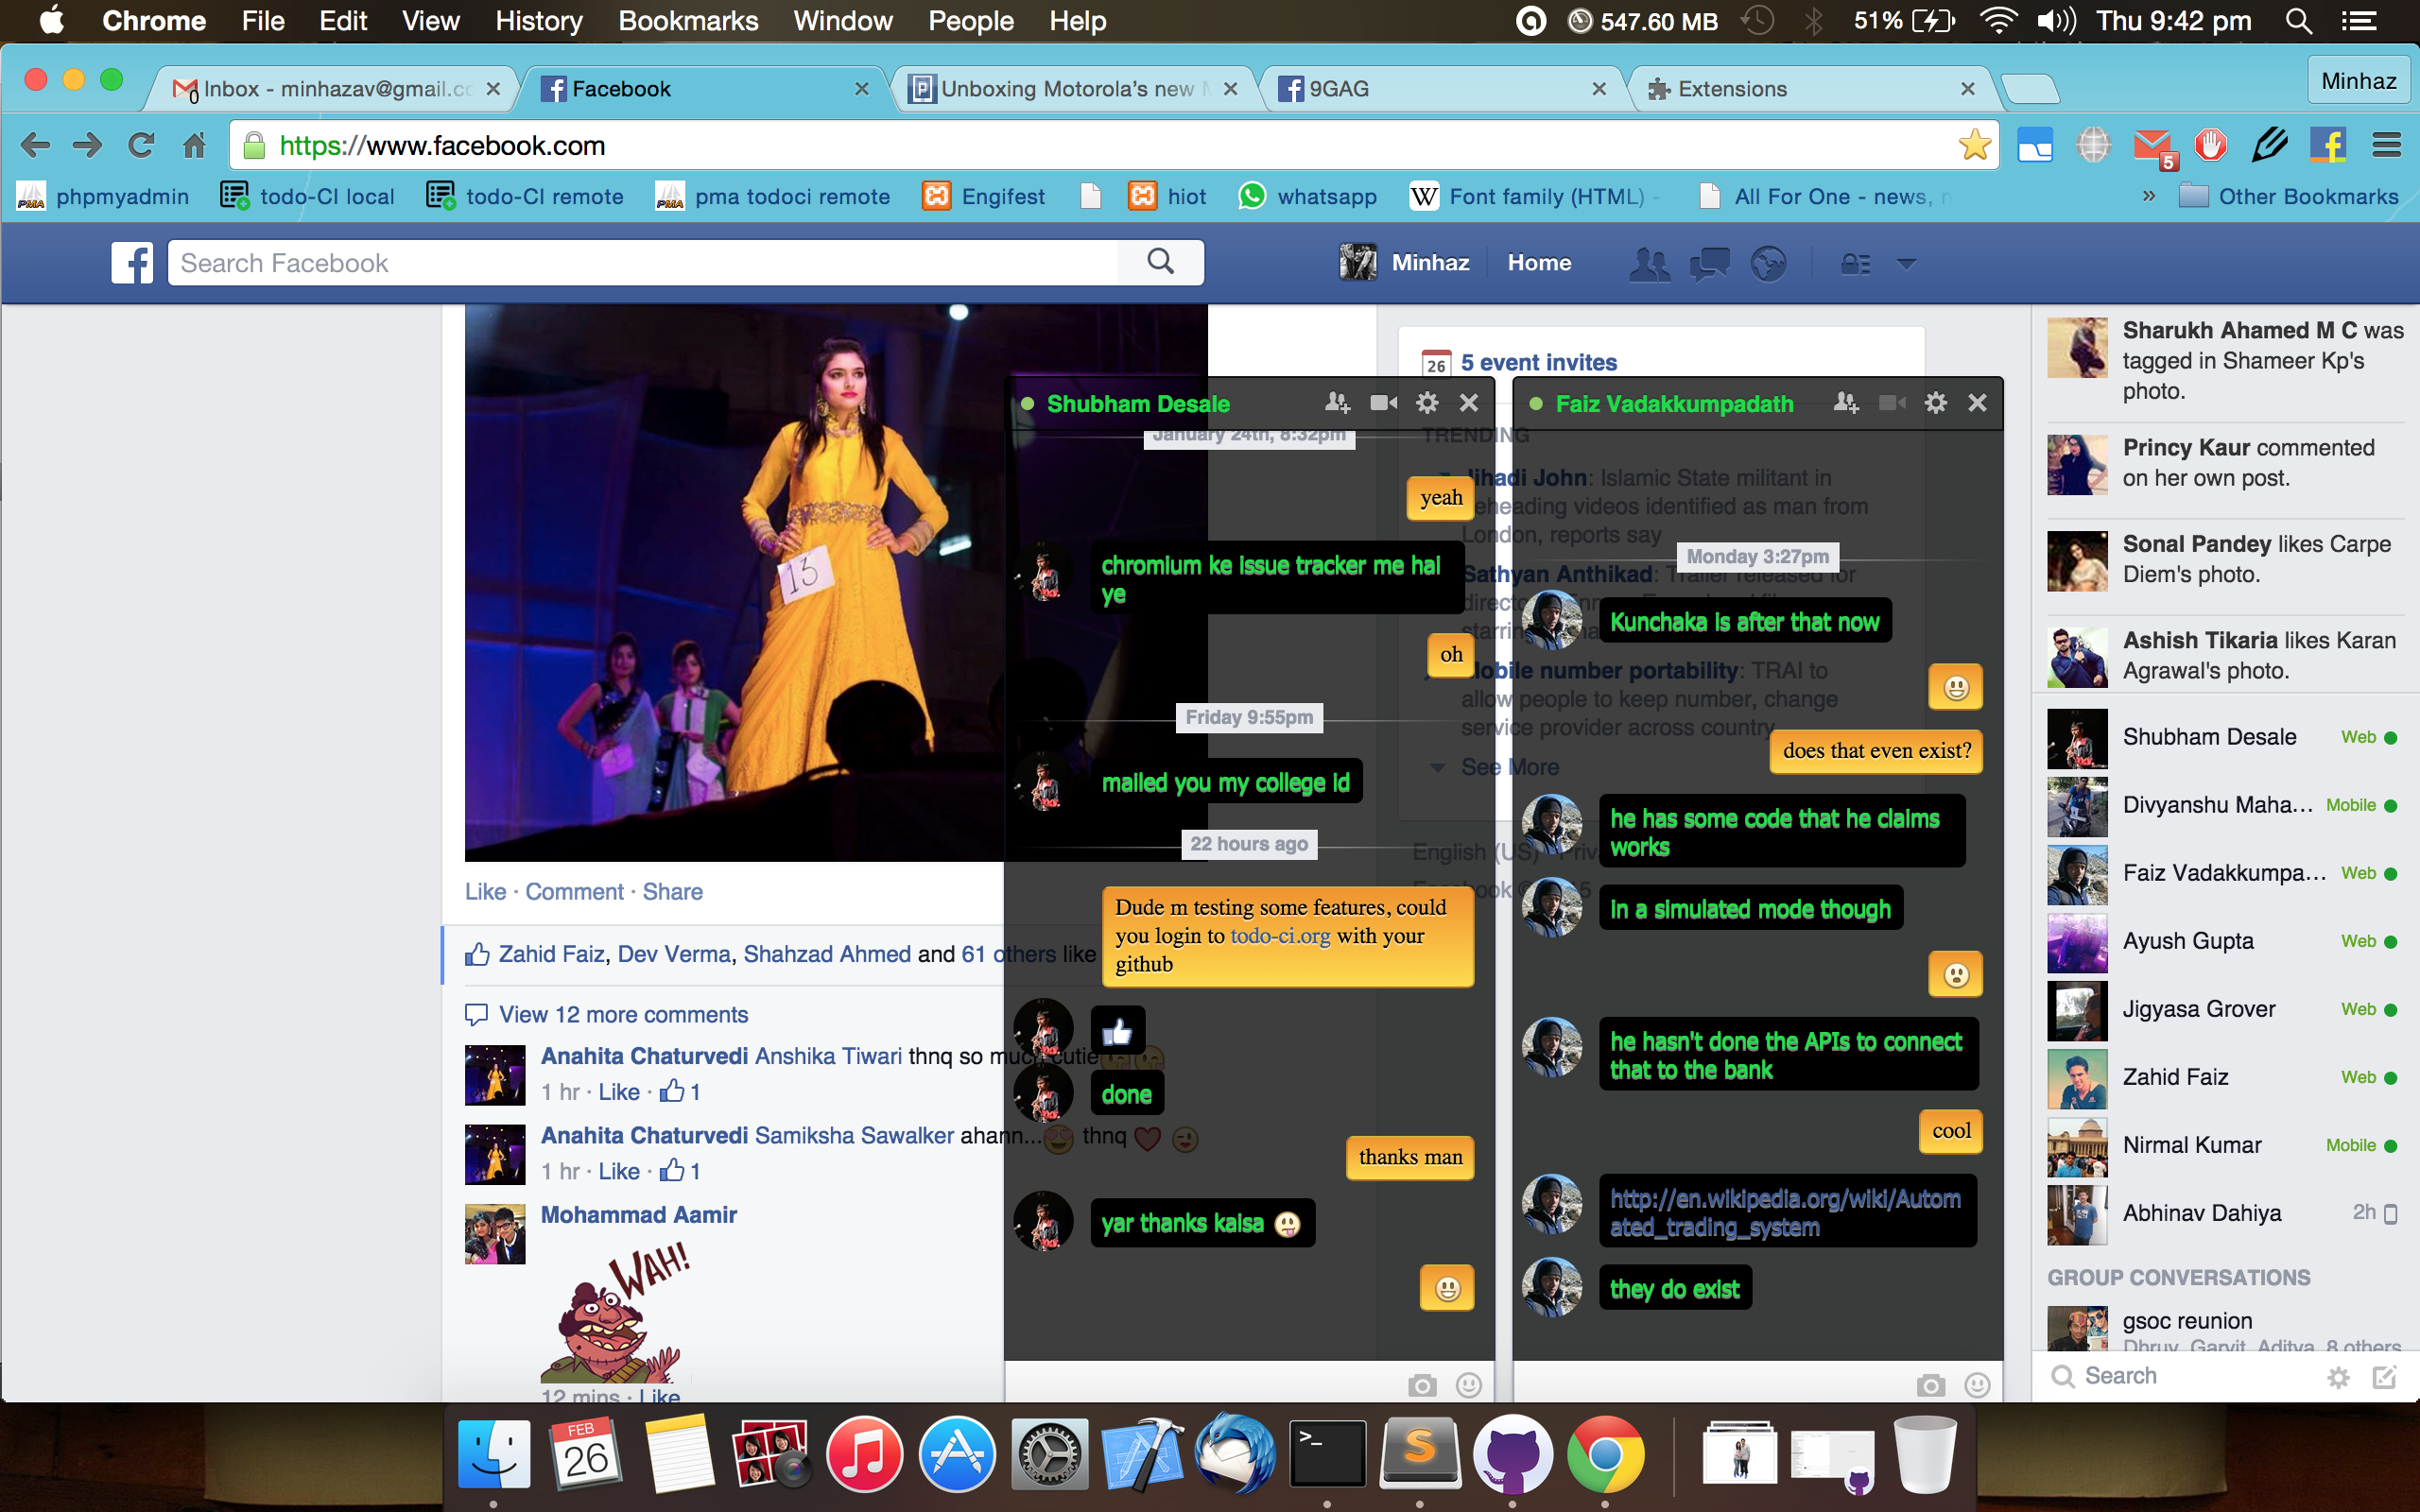 Chrome File Edit View History Bookmarks Window People Help 547.60 MB 51% Thu 9:42 pm
Inbox - minhazav@gmail.co Facebook Unboxing Motorola's new 9GAG Extensions Minhaz
https://www.facebook.com
5
phpmyadmin todo-CI local todo-CI remote pma todoci remote Engifest hiot whatsapp Font family (HTML) - All For One - news, » Other Bookmarks
Search Facebook
Minhaz Home
13
Like · Comment · Share
Zahid Faiz, Dev Verma, Shahzad Ahmed and 61 others like
View 12 more comments
Anahita Chaturvedi Anshika Tiwari thnq so much cutie
1 hr · Like · 1
Anahita Chaturvedi Samiksha Sawalker ahann... thnq
1 hr · Like · 1
Mohammad Aamir
WAH!
12 mins · Like
26 5 event invites
TRENDING
Jihadi John: Islamic State militant in
beheading videos identified as man from
London, reports say
Sathyan Anthikad: Trailer released for
Mobile number portability: TRAI to
allow people to keep number, change
service provider across country
See More
English (US)
Shubham Desale
January 24th, 8:32pm
yeah
chromium ke issue tracker me hai
ye
oh
Friday 9:55pm
mailed you my college id
22 hours ago
Dude m testing some features, could
you login to todo-ci.org with your
github
done
thanks man
yar thanks kaisa
Faiz Vadakkumpadath
Monday 3:27pm
Kunchaka is after that now
does that even exist?
he has some code that he claims
works
in a simulated mode though
he hasn't done the APIs to connect
that to the bank
cool
http://en.wikipedia.org/wiki/Autom
ated_trading_system
they do exist
Sharukh Ahamed M C was
tagged in Shameer Kp's
photo.
Princy Kaur commented
on her own post.
Sonal Pandey likes Carpe
Diem's photo.
Ashish Tikaria likes Karan
Agrawal's photo.
Shubham Desale Web
Divyanshu Maha... Mobile
Faiz Vadakkumpa... Web
Ayush Gupta Web
Jigyasa Grover Web
Zahid Faiz Web
Nirmal Kumar Mobile
Abhinav Dahiya 2h
GROUP CONVERSATIONS
gsoc reunion
Dhruv, Garvit, Aditya, 8 others
Search
FEB
26